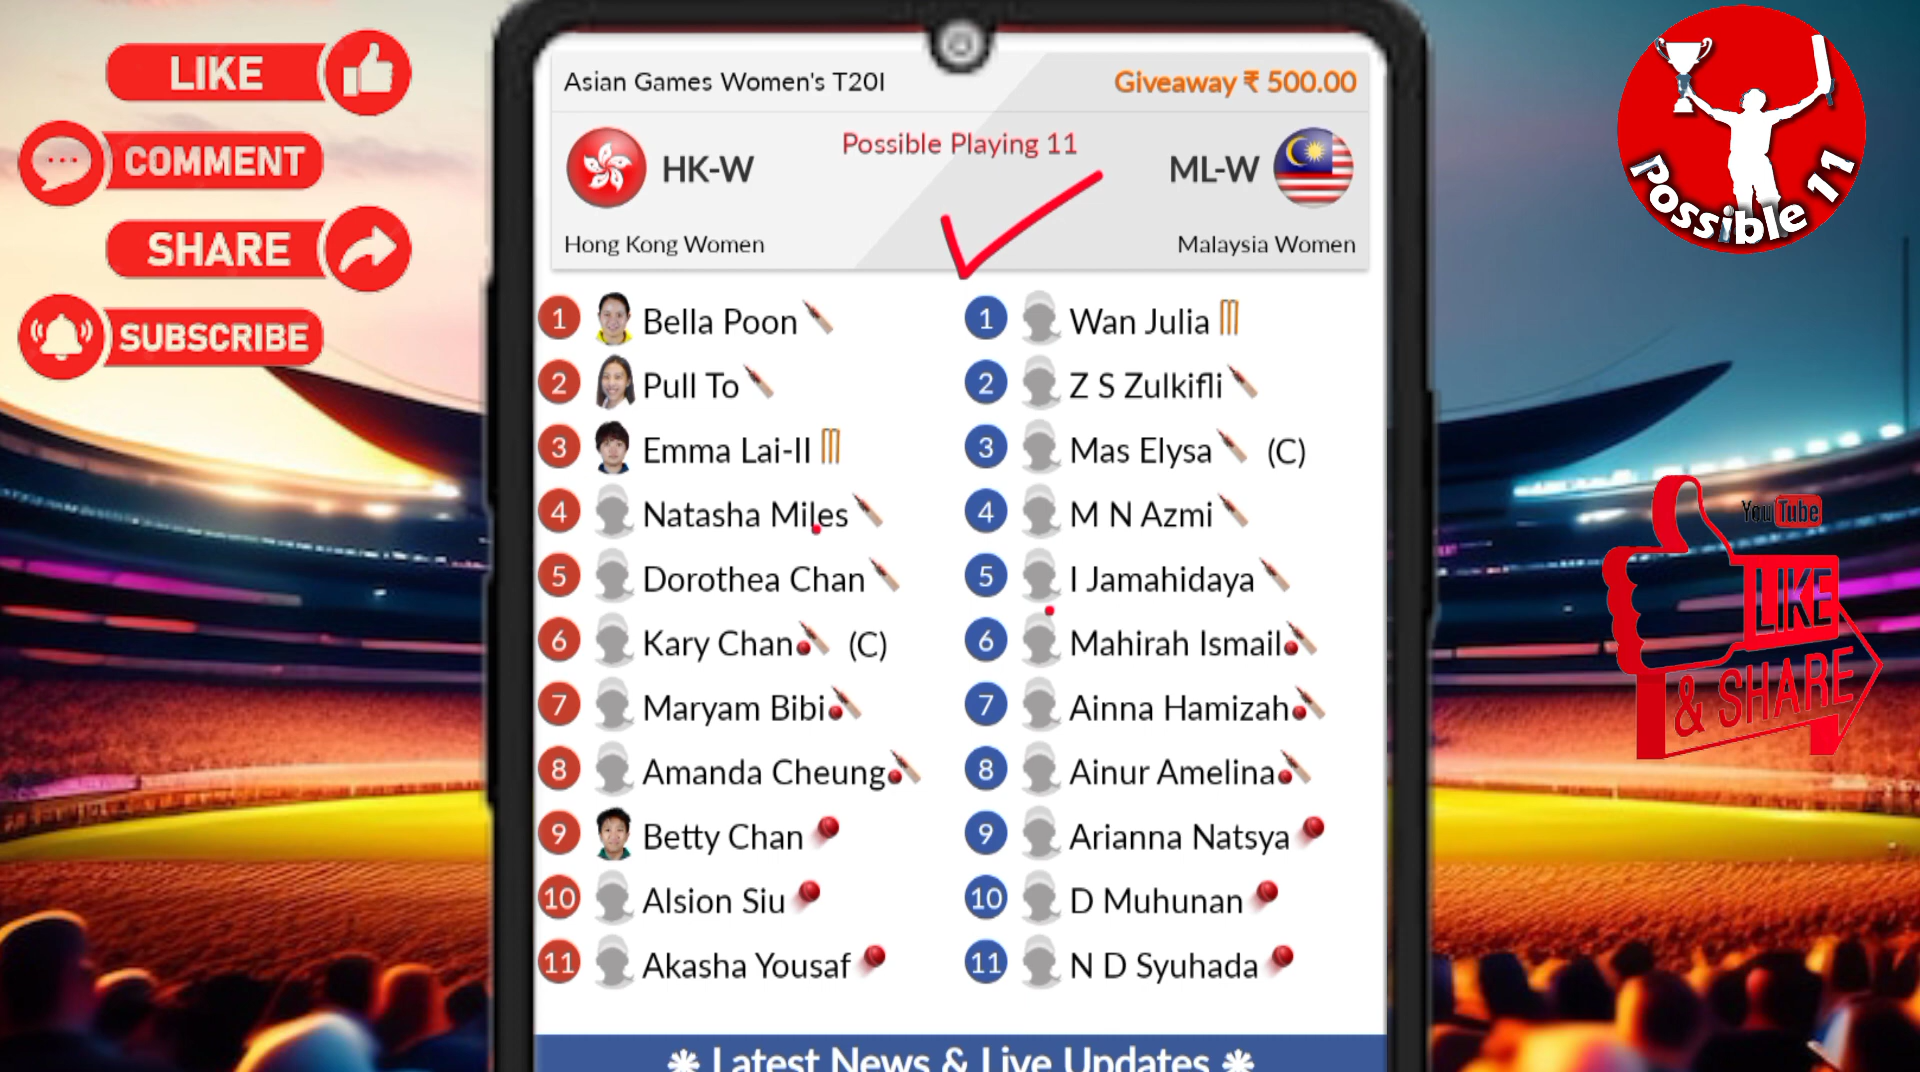 LIKE
COMMENT
SHARE
SUBSCRIBE
Asian Games Women's T20I
Giveaway ₹ 500.00
Possible Playing 11
HK-W
ML-W
Hong Kong Women
Malaysia Women
1 Bella Poon
2 Pull To
3 Emma Lai-II
4 Natasha Miles
5 Dorothea Chan
6 Kary Chan (C)
7 Maryam Bibi
8 Amanda Cheung
9 Betty Chan
10 Alsion Siu
11 Akasha Yousaf
1 Wan Julia
2 Z S Zulkifli
3 Mas Elysa (C)
4 M N Azmi
5 I Jamahidaya
6 Mahirah Ismail
7 Ainna Hamizah
8 Ainur Amelina
9 Arianna Natsya
10 D Muhunan
11 N D Syuhada
Latest News & Live Updates
Possible 11
YouTube
LIKE
& SHARE